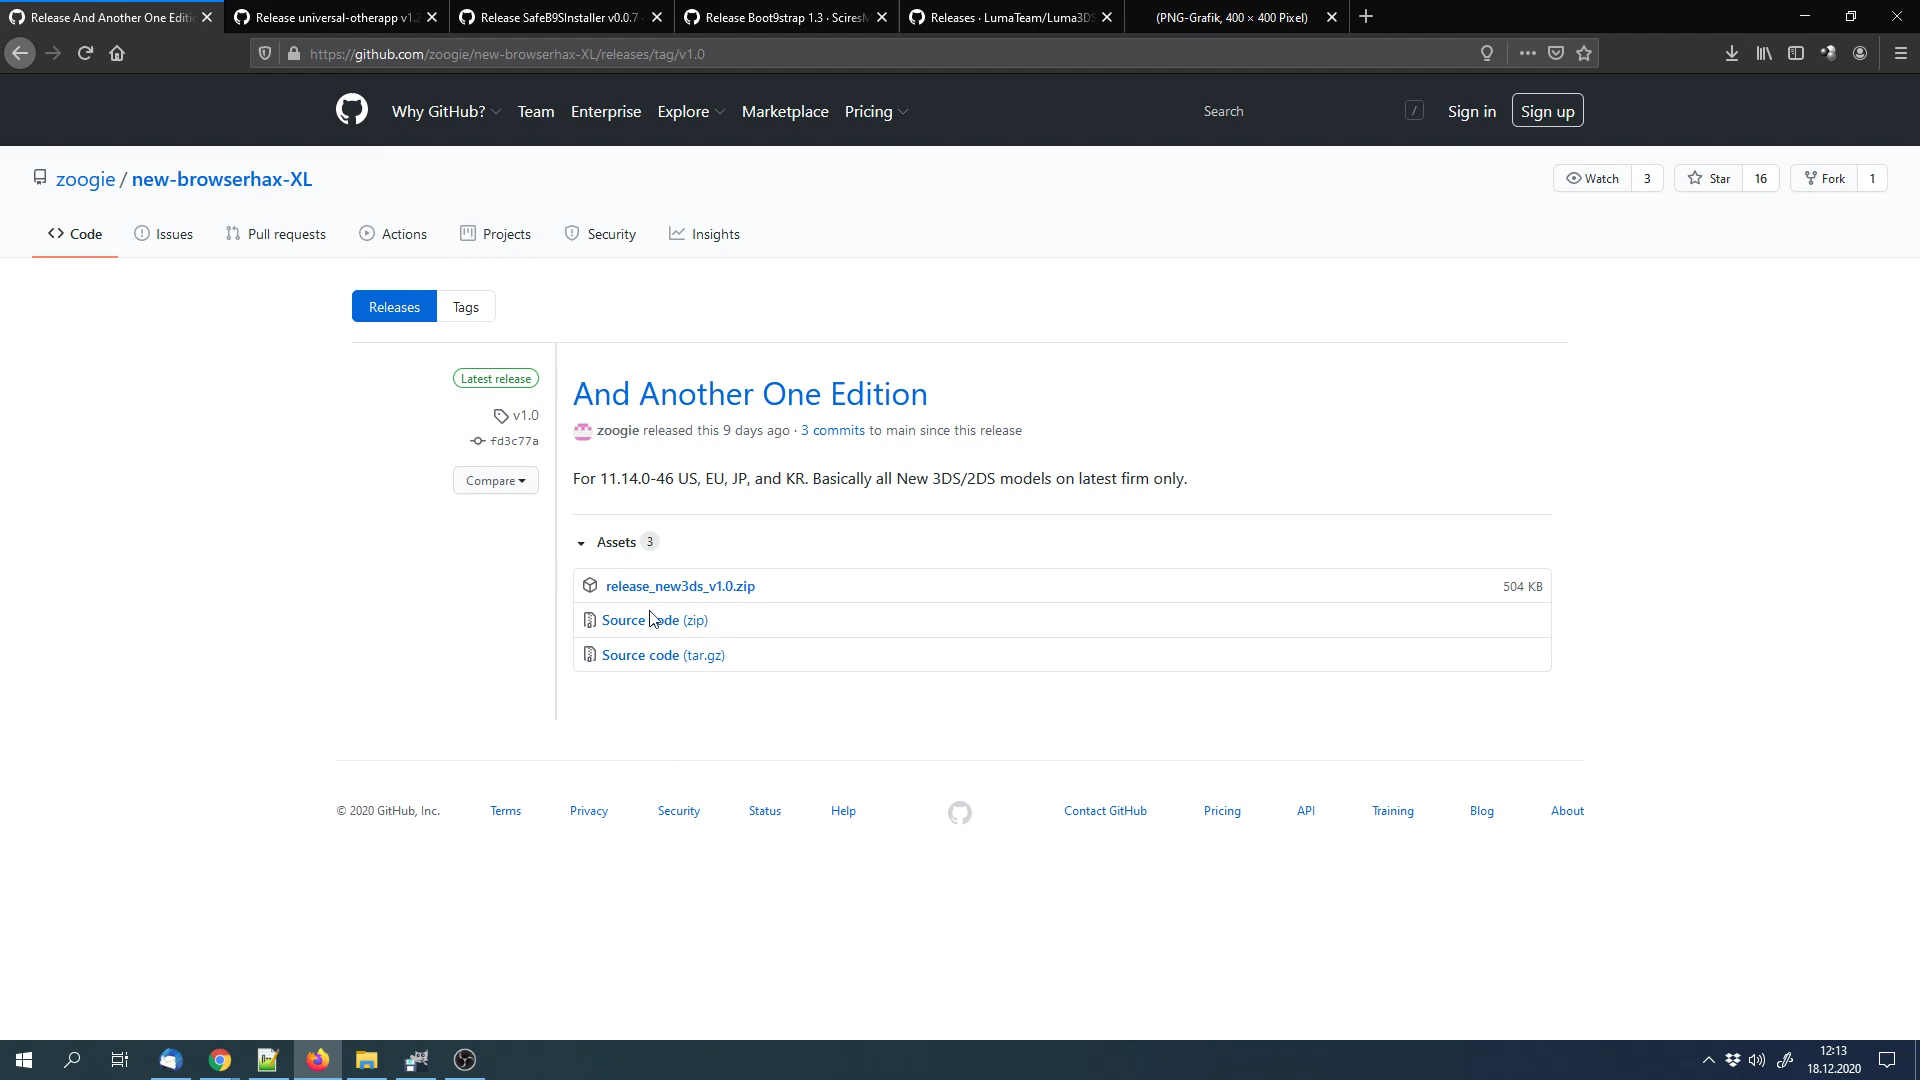 Release And Another One Editi
Release universal-otherapp v1.2
Release SafeB9SInstaller v0.0.7 ·
Release Boot9strap 1.3 · SciresM
Releases · LumaTeam/Luma3DS
(PNG-Grafik, 400 × 400 Pixel)
https://github.com/zoogie/new-browserhax-XL/releases/tag/v1.0
Why GitHub?
Team
Enterprise
Explore
Marketplace
Pricing
Search
/
Sign in
Sign up
zoogie / new-browserhax-XL
Watch 3
Star 16
Fork 1
Code
Issues
Pull requests
Actions
Projects
Security
Insights
Releases
Tags
Latest release
v1.0
fd3c77a
Compare
And Another One Edition
zoogie released this 9 days ago · 3 commits to main since this release
For 11.14.0-46 US, EU, JP, and KR. Basically all New 3DS/2DS models on latest firm only.
Assets 3
release_new3ds_v1.0.zip 504 KB
Source code (zip)
Source code (tar.gz)
© 2020 GitHub, Inc.
Terms
Privacy
Security
Status
Help
Contact GitHub
Pricing
API
Training
Blog
About
12:13
18.12.2020